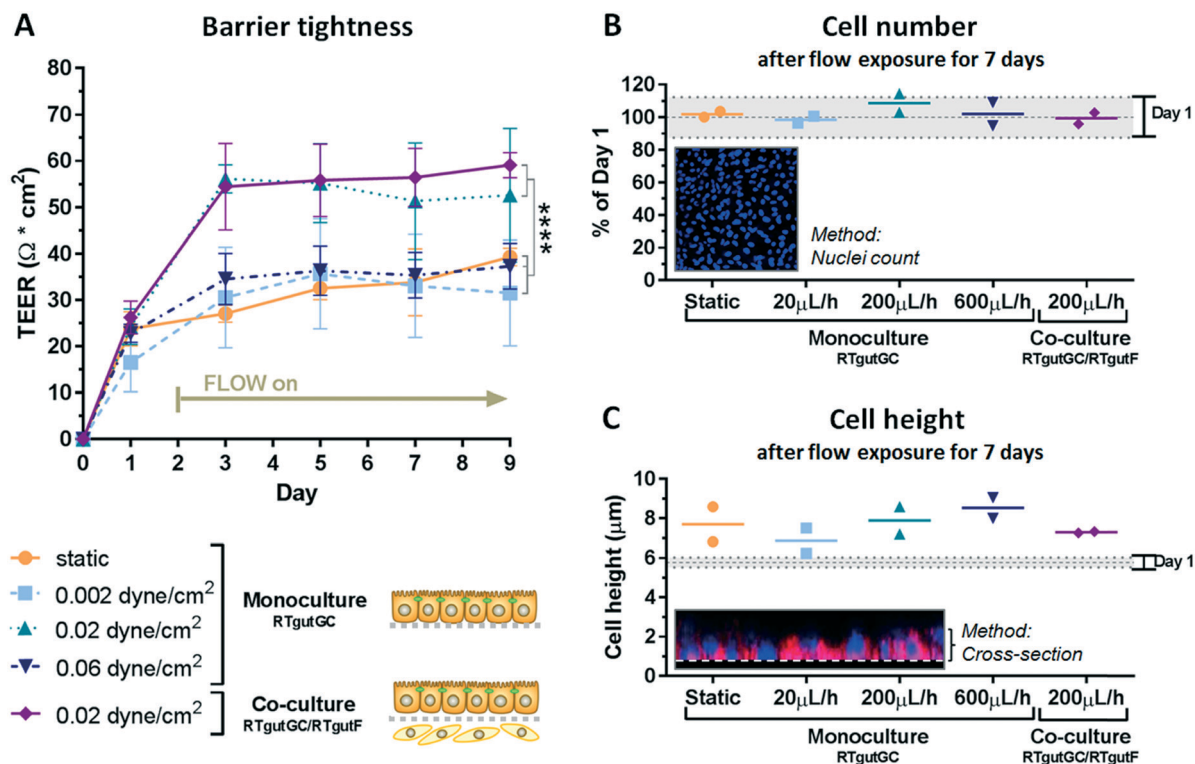 A
Barrier tightness
TEER (Ω * cm2)
80
70
60
50
40
30
20
10
0
****
FLOW on
0 1 2 3 4 5 6 7 8 9
Day
static
0.002 dyne/cm2
0.02 dyne/cm2
0.06 dyne/cm2
0.02 dyne/cm2
Monoculture
RTgutGC
Co-culture
RTgutGC/RTgutF
B
Cell number
after flow exposure for 7 days
% of Day 1
120
100
80
60
40
20
0
Day 1
Method:
Nuclei count
Static 20μL/h 200μL/h 600μL/h 200μL/h
Monoculture Co-culture
RTgutGC RTgutGC/RTgutF
C
Cell height
after flow exposure for 7 days
Cell height (μm)
10
8
6
4
2
0
Day 1
Method:
Cross-section
Static 20μL/h 200μL/h 600μL/h 200μL/h
Monoculture Co-culture
RTgutGC RTgutGC/RTgutF